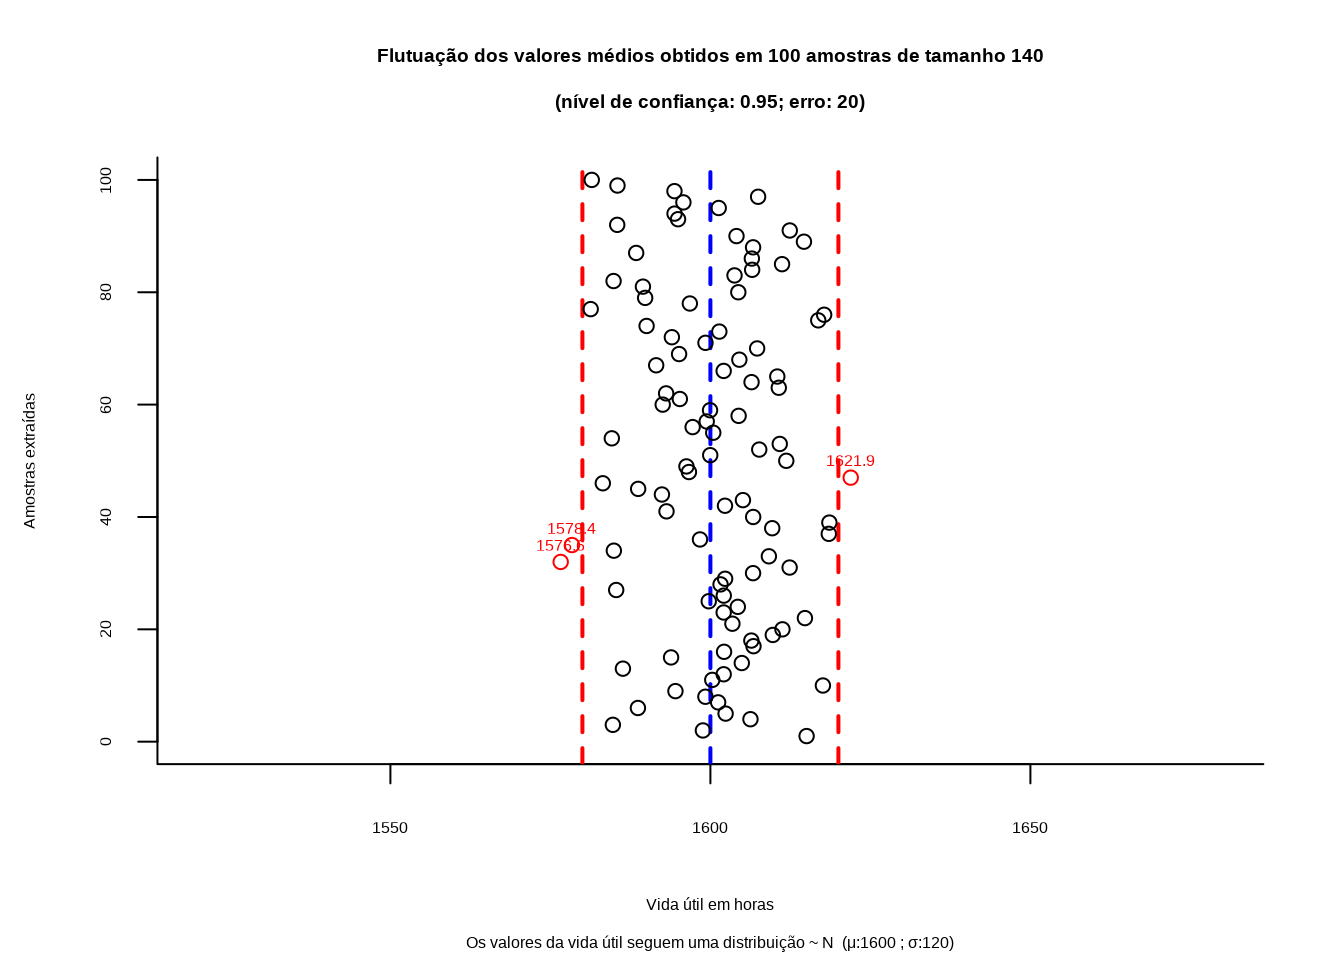 Flutuação dos valores médios obtidos em 100 amostras de tamanho 140
(nível de confiança: 0.95; erro: 20)
Amostras extraídas
100
80
60
40
20
0
1621.9
1578.4
1576.6
1550
1600
1650
Vida útil em horas
Os valores da vida útil seguem uma distribuição ~ N  (μ:1600 ; σ:120)